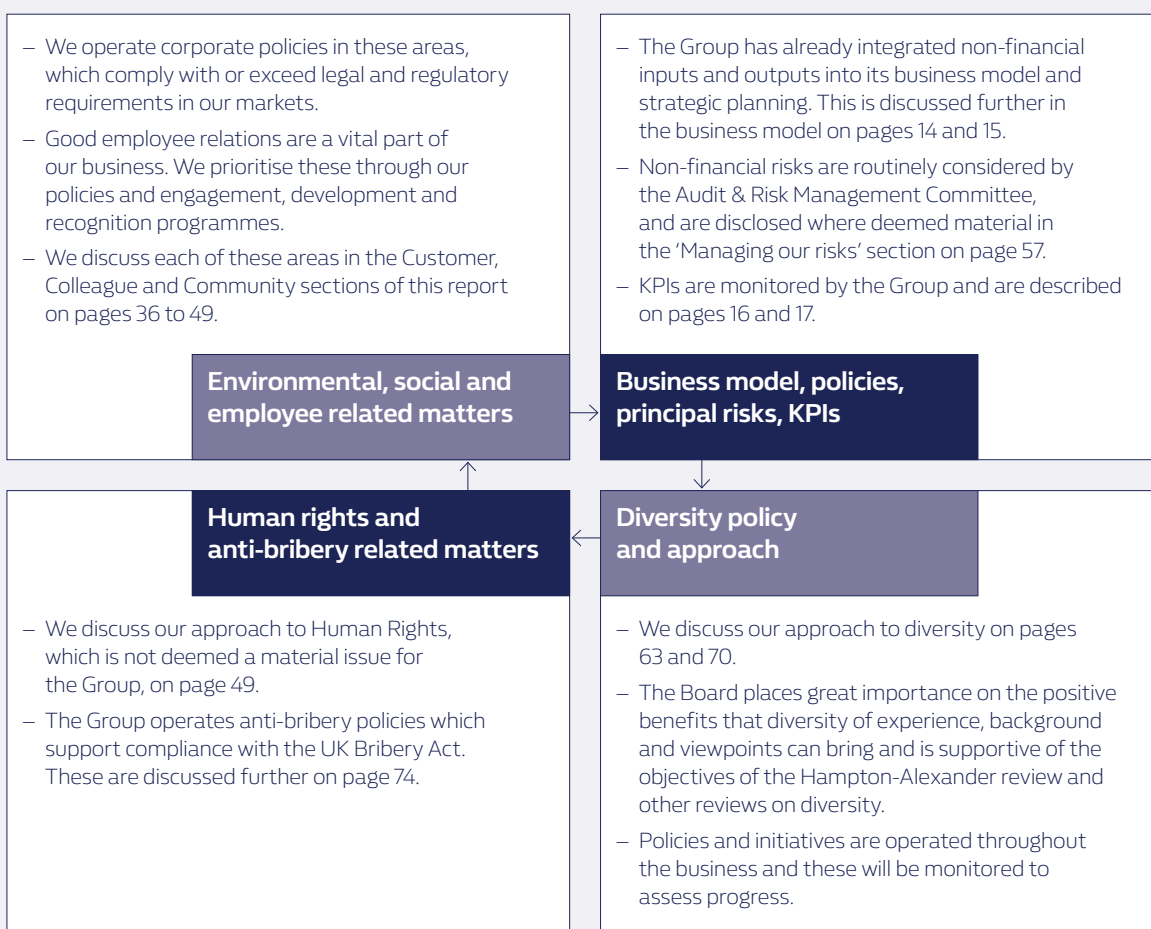 – We operate corporate policies in these areas,
which comply with or exceed legal and regulatory
requirements in our markets.
– Good employee relations are a vital part of
our business. We prioritise these through our
policies and engagement, development and
recognition programmes.
– We discuss each of these areas in the Customer,
Colleague and Community sections of this report
on pages 36 to 49.
Environmental, social and
employee related matters
– The Group has already integrated non-financial
inputs and outputs into its business model and
strategic planning. This is discussed further in
the business model on pages 14 and 15.
– Non-financial risks are routinely considered by
the Audit & Risk Management Committee,
and are disclosed where deemed material in
the ‘Managing our risks’ section on page 57.
– KPIs are monitored by the Group and are described
on pages 16 and 17.
Business model, policies,
principal risks, KPIs
Human rights and
anti-bribery related matters
– We discuss our approach to Human Rights,
which is not deemed a material issue for
the Group, on page 49.
– The Group operates anti-bribery policies which
support compliance with the UK Bribery Act.
These are discussed further on page 74.
Diversity policy
and approach
– We discuss our approach to diversity on pages
63 and 70.
– The Board places great importance on the positive
benefits that diversity of experience, background
and viewpoints can bring and is supportive of the
objectives of the Hampton-Alexander review and
other reviews on diversity.
– Policies and initiatives are operated throughout
the business and these will be monitored to
assess progress.